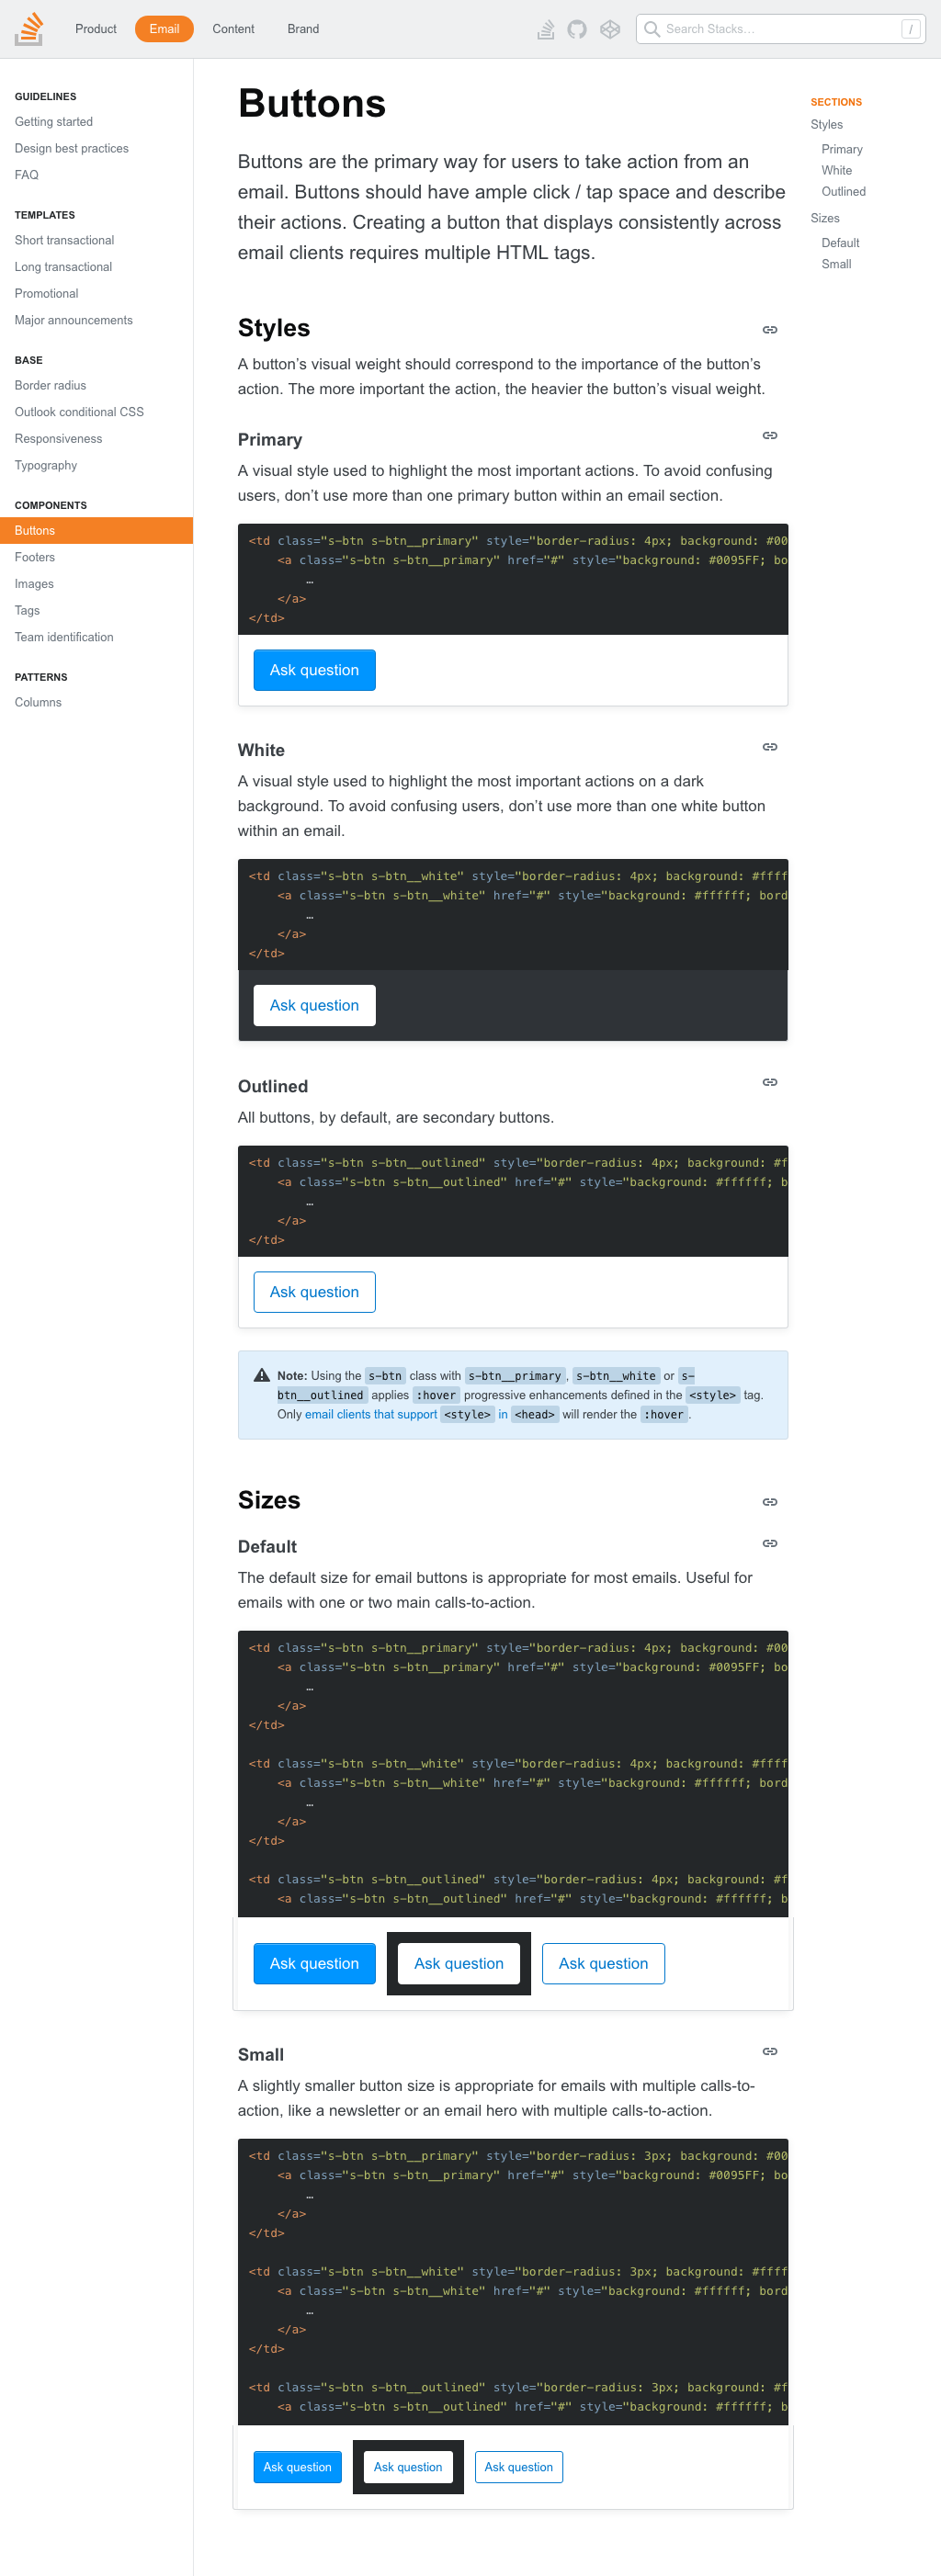 Product Email Content Brand
Search Stacks...
/
GUIDELINES
Getting started
Design best practices
FAQ
TEMPLATES
Short transactional
Long transactional
Promotional
Major announcements
BASE
Border radius
Outlook conditional CSS
Responsiveness
Typography
COMPONENTS
Buttons
Footers
Images
Tags
Team identification
PATTERNS
Columns
Buttons
Buttons are the primary way for users to take action from an
email. Buttons should have ample click / tap space and describe
their actions. Creating a button that displays consistently across
email clients requires multiple HTML tags.
Styles
A button’s visual weight should correspond to the importance of the button’s
action. The more important the action, the heavier the button’s visual weight.
Primary
A visual style used to highlight the most important actions. To avoid confusing
users, don’t use more than one primary button within an email section.
<td class="s-btn s-btn__primary" style="border-radius: 4px; background: #00
<a class="s-btn s-btn__primary" href="#" style="background: #0095FF; bo
…
</a>
</td>
Ask question
White
A visual style used to highlight the most important actions on a dark
background. To avoid confusing users, don’t use more than one white button
within an email.
<td class="s-btn s-btn__white" style="border-radius: 4px; background: #ffff
<a class="s-btn s-btn__white" href="#" style="background: #ffffff; bord
…
</a>
</td>
Ask question
Outlined
All buttons, by default, are secondary buttons.
<td class="s-btn s-btn__outlined" style="border-radius: 4px; background: #f
<a class="s-btn s-btn__outlined" href="#" style="background: #ffffff; b
…
</a>
</td>
Ask question
Note: Using the s-btn class with s-btn__primary, s-btn__white or s-
btn__outlined applies :hover progressive enhancements defined in the <style> tag.
Only email clients that support <style> in <head> will render the :hover.
Sizes
Default
The default size for email buttons is appropriate for most emails. Useful for
emails with one or two main calls-to-action.
<td class="s-btn s-btn__primary" style="border-radius: 4px; background: #00
<a class="s-btn s-btn__primary" href="#" style="background: #0095FF; bo
…
</a>
</td>
<td class="s-btn s-btn__white" style="border-radius: 4px; background: #ffff
<a class="s-btn s-btn__white" href="#" style="background: #ffffff; bord
…
</a>
</td>
<td class="s-btn s-btn__outlined" style="border-radius: 4px; background: #f
<a class="s-btn s-btn__outlined" href="#" style="background: #ffffff; b
Ask question Ask question Ask question
Small
A slightly smaller button size is appropriate for emails with multiple calls-to-
action, like a newsletter or an email hero with multiple calls-to-action.
<td class="s-btn s-btn__primary" style="border-radius: 3px; background: #00
<a class="s-btn s-btn__primary" href="#" style="background: #0095FF; bo
…
</a>
</td>
<td class="s-btn s-btn__white" style="border-radius: 3px; background: #ffff
<a class="s-btn s-btn__white" href="#" style="background: #ffffff; bord
…
</a>
</td>
<td class="s-btn s-btn__outlined" style="border-radius: 3px; background: #f
<a class="s-btn s-btn__outlined" href="#" style="background: #ffffff; b
Ask question Ask question Ask question
SECTIONS
Styles
Primary
White
Outlined
Sizes
Default
Small